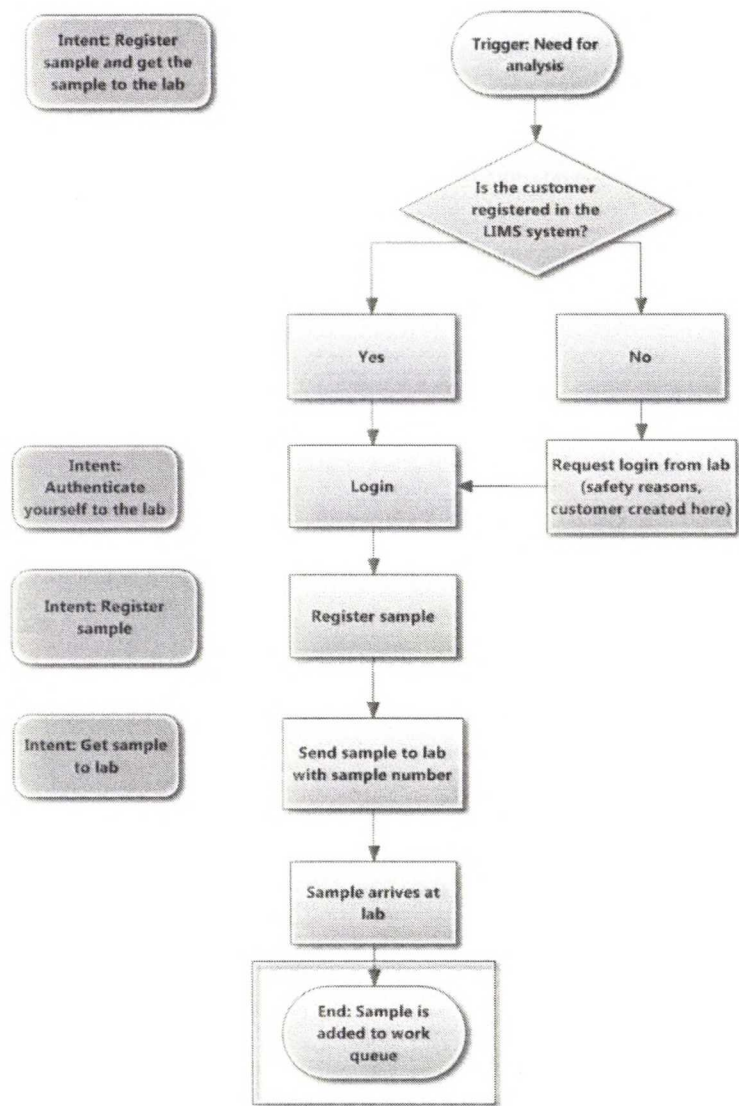 Intent: Register
sample and get the
sample to the lab
Trigger: Need for
analysis
Is the customer
registered in the
LIMS system?
Yes
No
Intent:
Authenticate
yourself to the lab
Login
Request login from lab
(safety reasons,
customer created here)
Intent: Register
sample
Register sample
Intent: Get sample
to lab
Send sample to lab
with sample number
Sample arrives at
lab
End: Sample is
added to work
queue